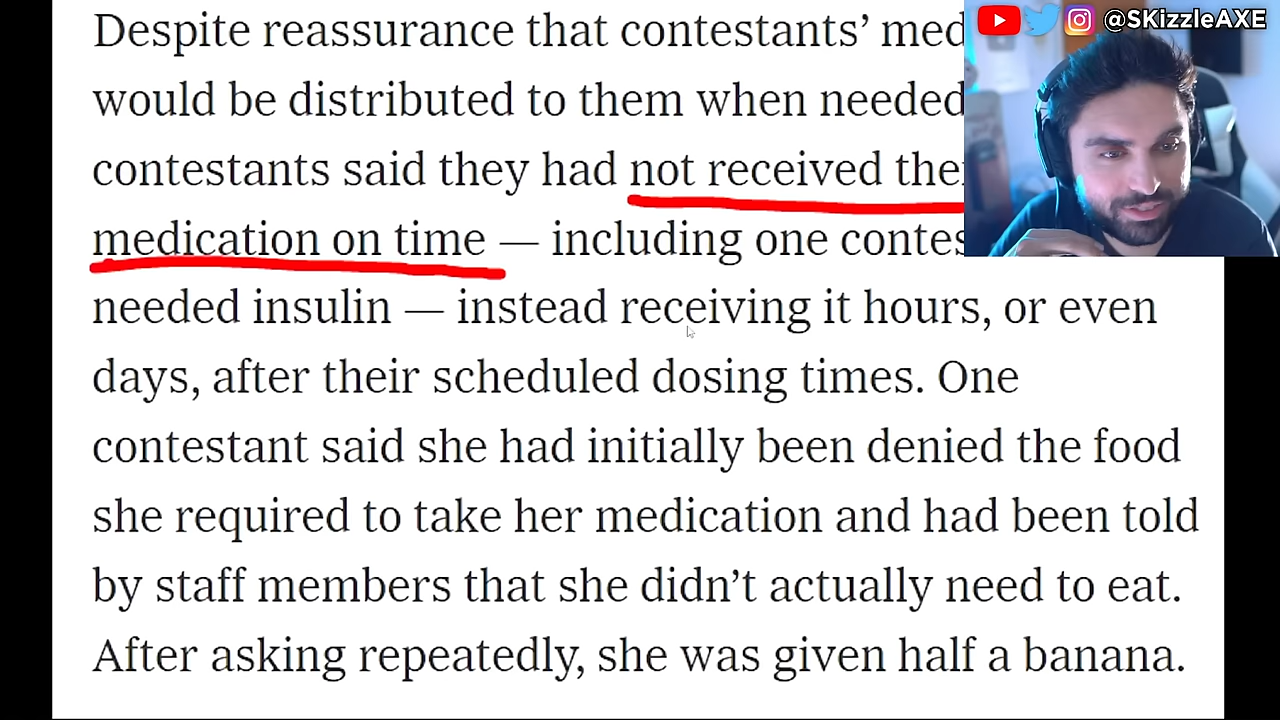 Despite reassurance that contestants’ med
would be distributed to them when needed
contestants said they had not received the
medication on time — including one contes
needed insulin — instead receiving it hours, or even
days, after their scheduled dosing times. One
contestant said she had initially been denied the food
she required to take her medication and had been told
by staff members that she didn’t actually need to eat.
After asking repeatedly, she was given half a banana.
@SKizzleAXE